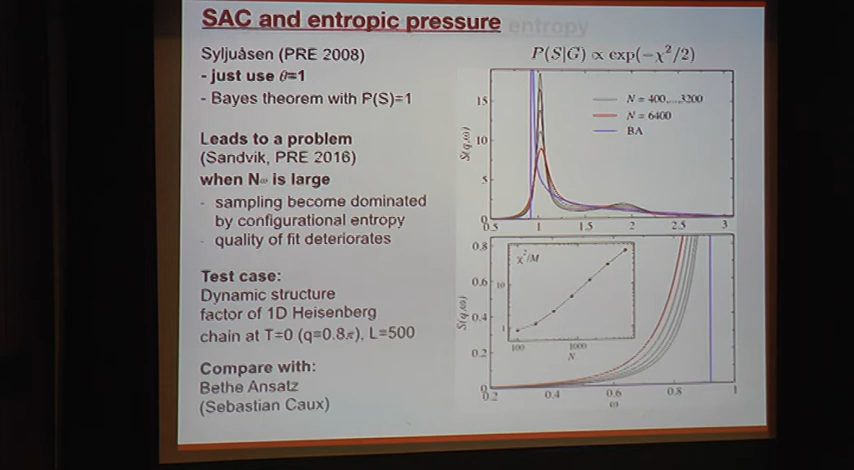 SAC and entropic pressure
entropy
Syljuåsen (PRE 2008)
- just use θ=1
- Bayes theorem with P(S)=1
Leads to a problem
(Sandvik, PRE 2016)
when Nω is large
- sampling become dominated
by configurational entropy
- quality of fit deteriorates
Test case:
Dynamic structure
factor of 1D Heisenberg
chain at T=0 (q=0.8π), L=500
Compare with:
Bethe Ansatz
(Sebastian Caux)
P(S|G) ∝ exp(−χ²/2)
S(q,ω)
15
10
5
0
N = 400,...,3200
N = 6400
BA
0.5 1 1.5 2 2.5 3
S(q,ω)
0.8
0.6
0.4
0.2
0
χ²/M
10
1
100 1000
N
0.2 0.4 0.6 0.8 1
ω